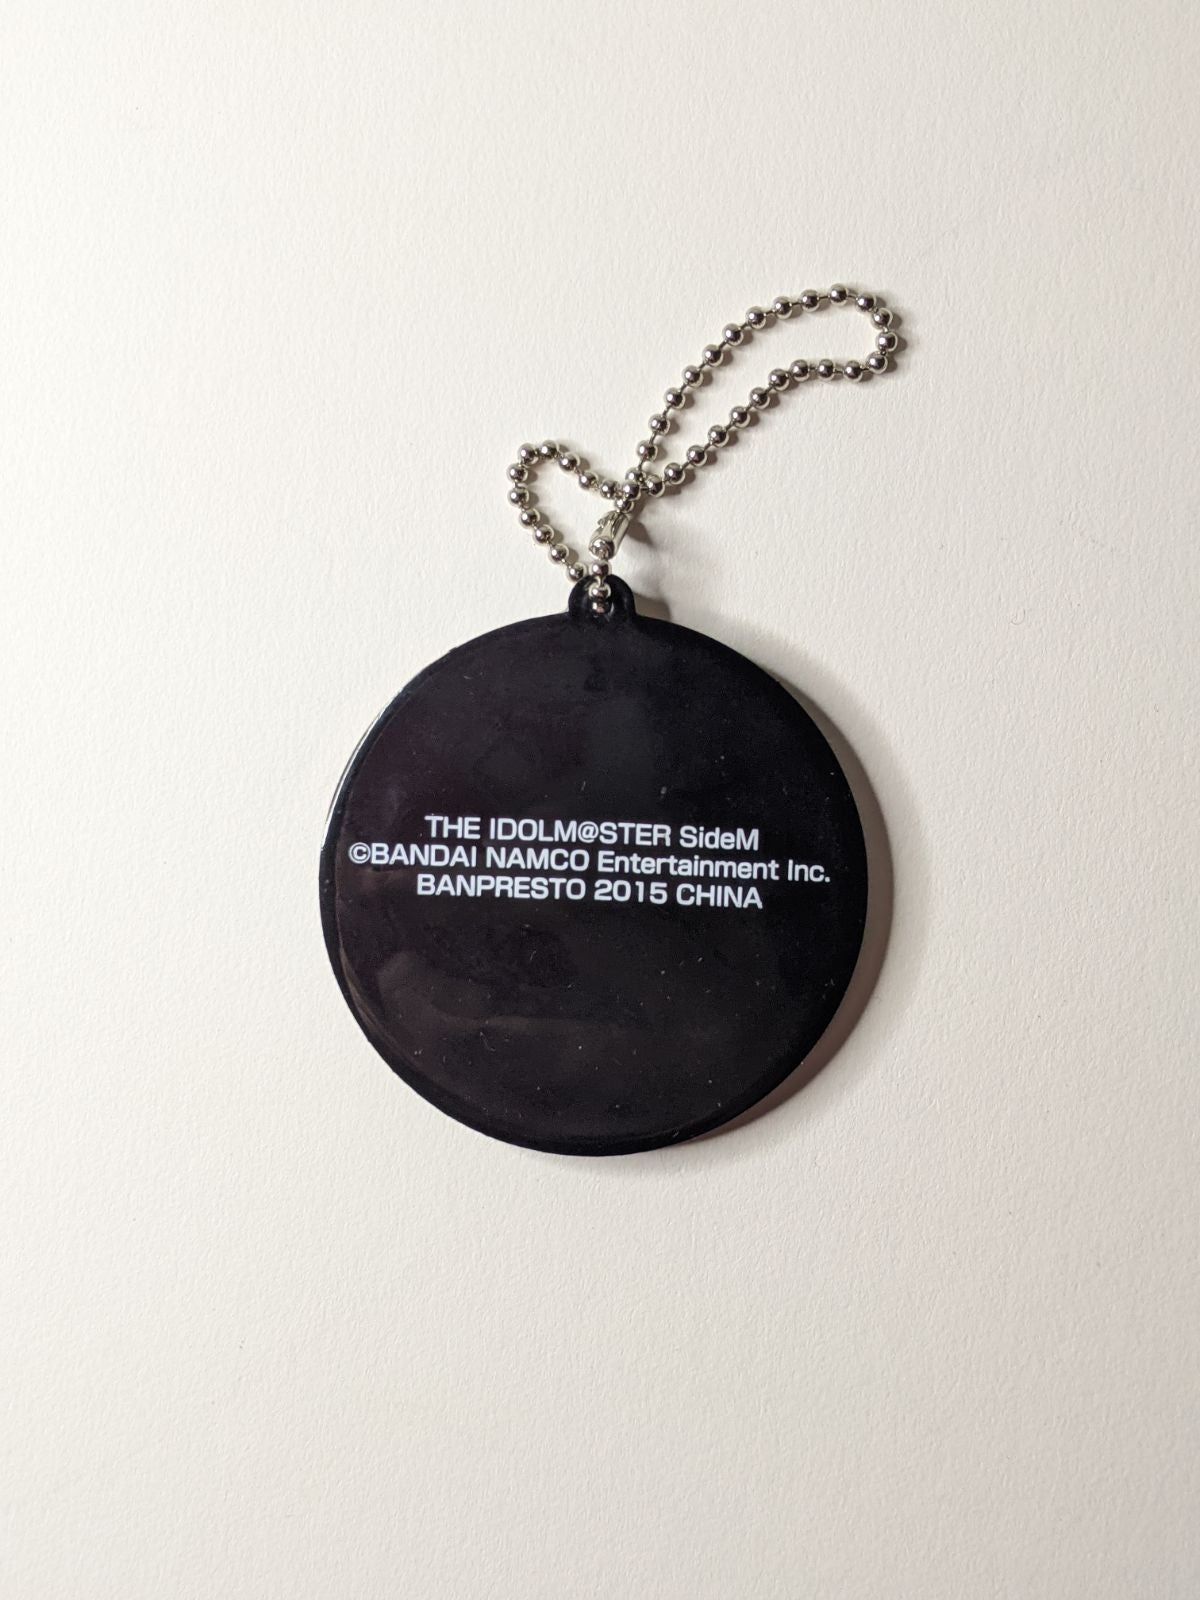 THE IDOLM@STER SideM
©BANDAI NAMCO Entertainment Inc.
BANPRESTO 2015 CHINA